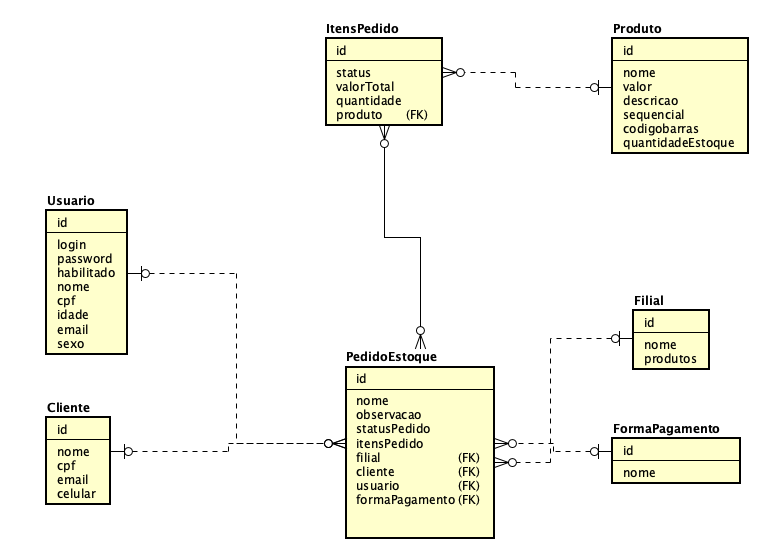 ItensPedido
id
status
valorTotal
quantidade
produto (FK)
Produto
id
nome
valor
descricao
sequencial
codigobarras
quantidadeEstoque
Usuario
id
login
password
habilitado
nome
cpf
idade
email
sexo
Filial
id
nome
produtos
PedidoEstoque
id
nome
observacao
statusPedido
itensPedido
filial (FK)
cliente (FK)
usuario (FK)
formaPagamento (FK)
Cliente
id
nome
cpf
email
celular
FormaPagamento
id
nome